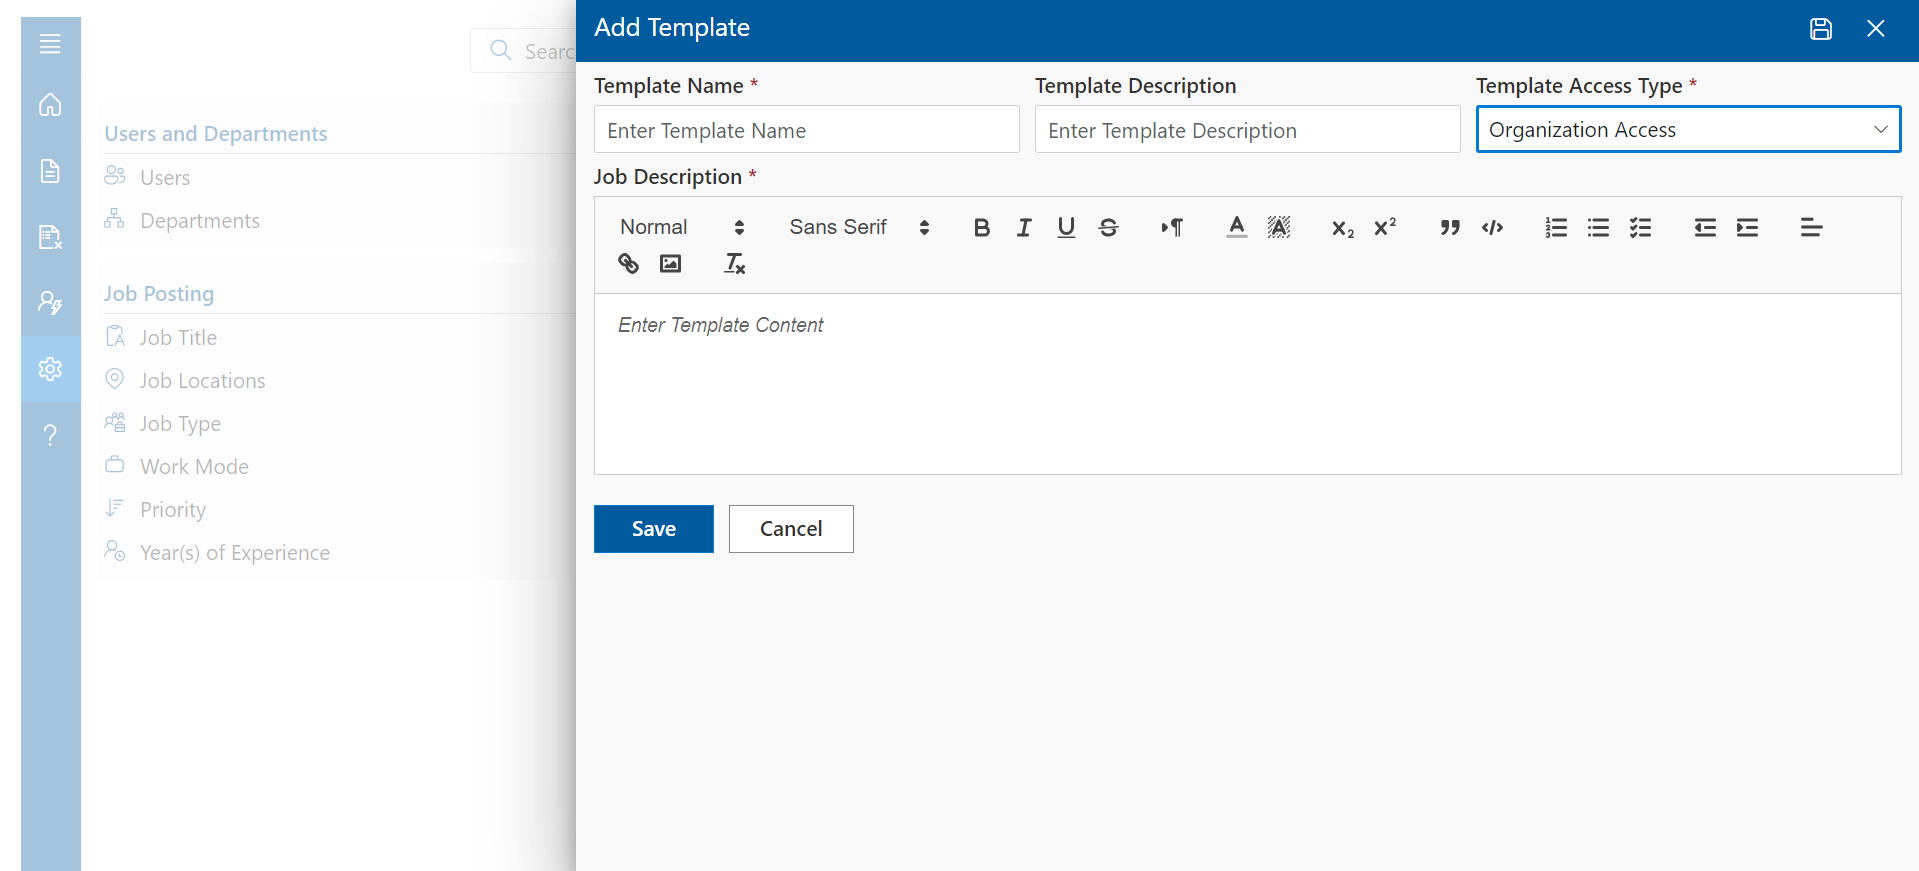 Searc
Users and Departments
Users
Departments
Job Posting
Job Title
Job Locations
Job Type
Work Mode
Priority
Year(s) of Experience
Add Template
Template Name *
Template Description
Template Access Type *
Enter Template Name
Enter Template Description
Organization Access
Job Description *
Normal
Sans Serif
Enter Template Content
Save
Cancel